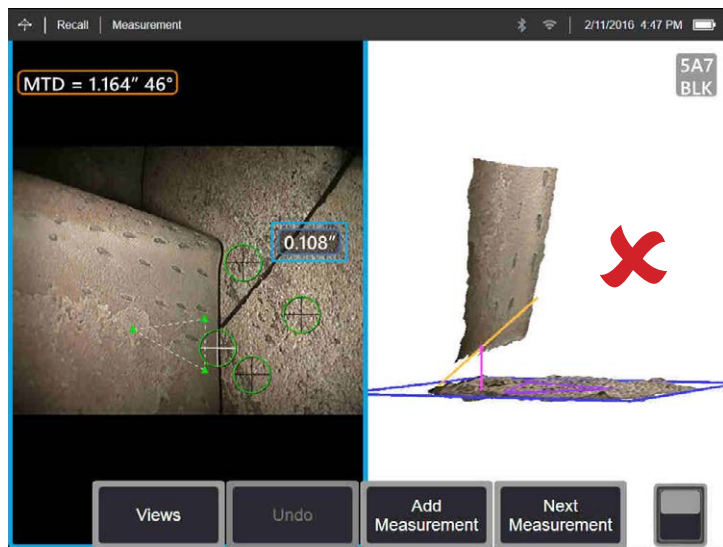 Recall Measurement 2/11/2016 4:47 PM
MTD = 1.164" 46°
5A7
BLK
0.108"
Views
Undo
Add
Measurement
Next
Measurement